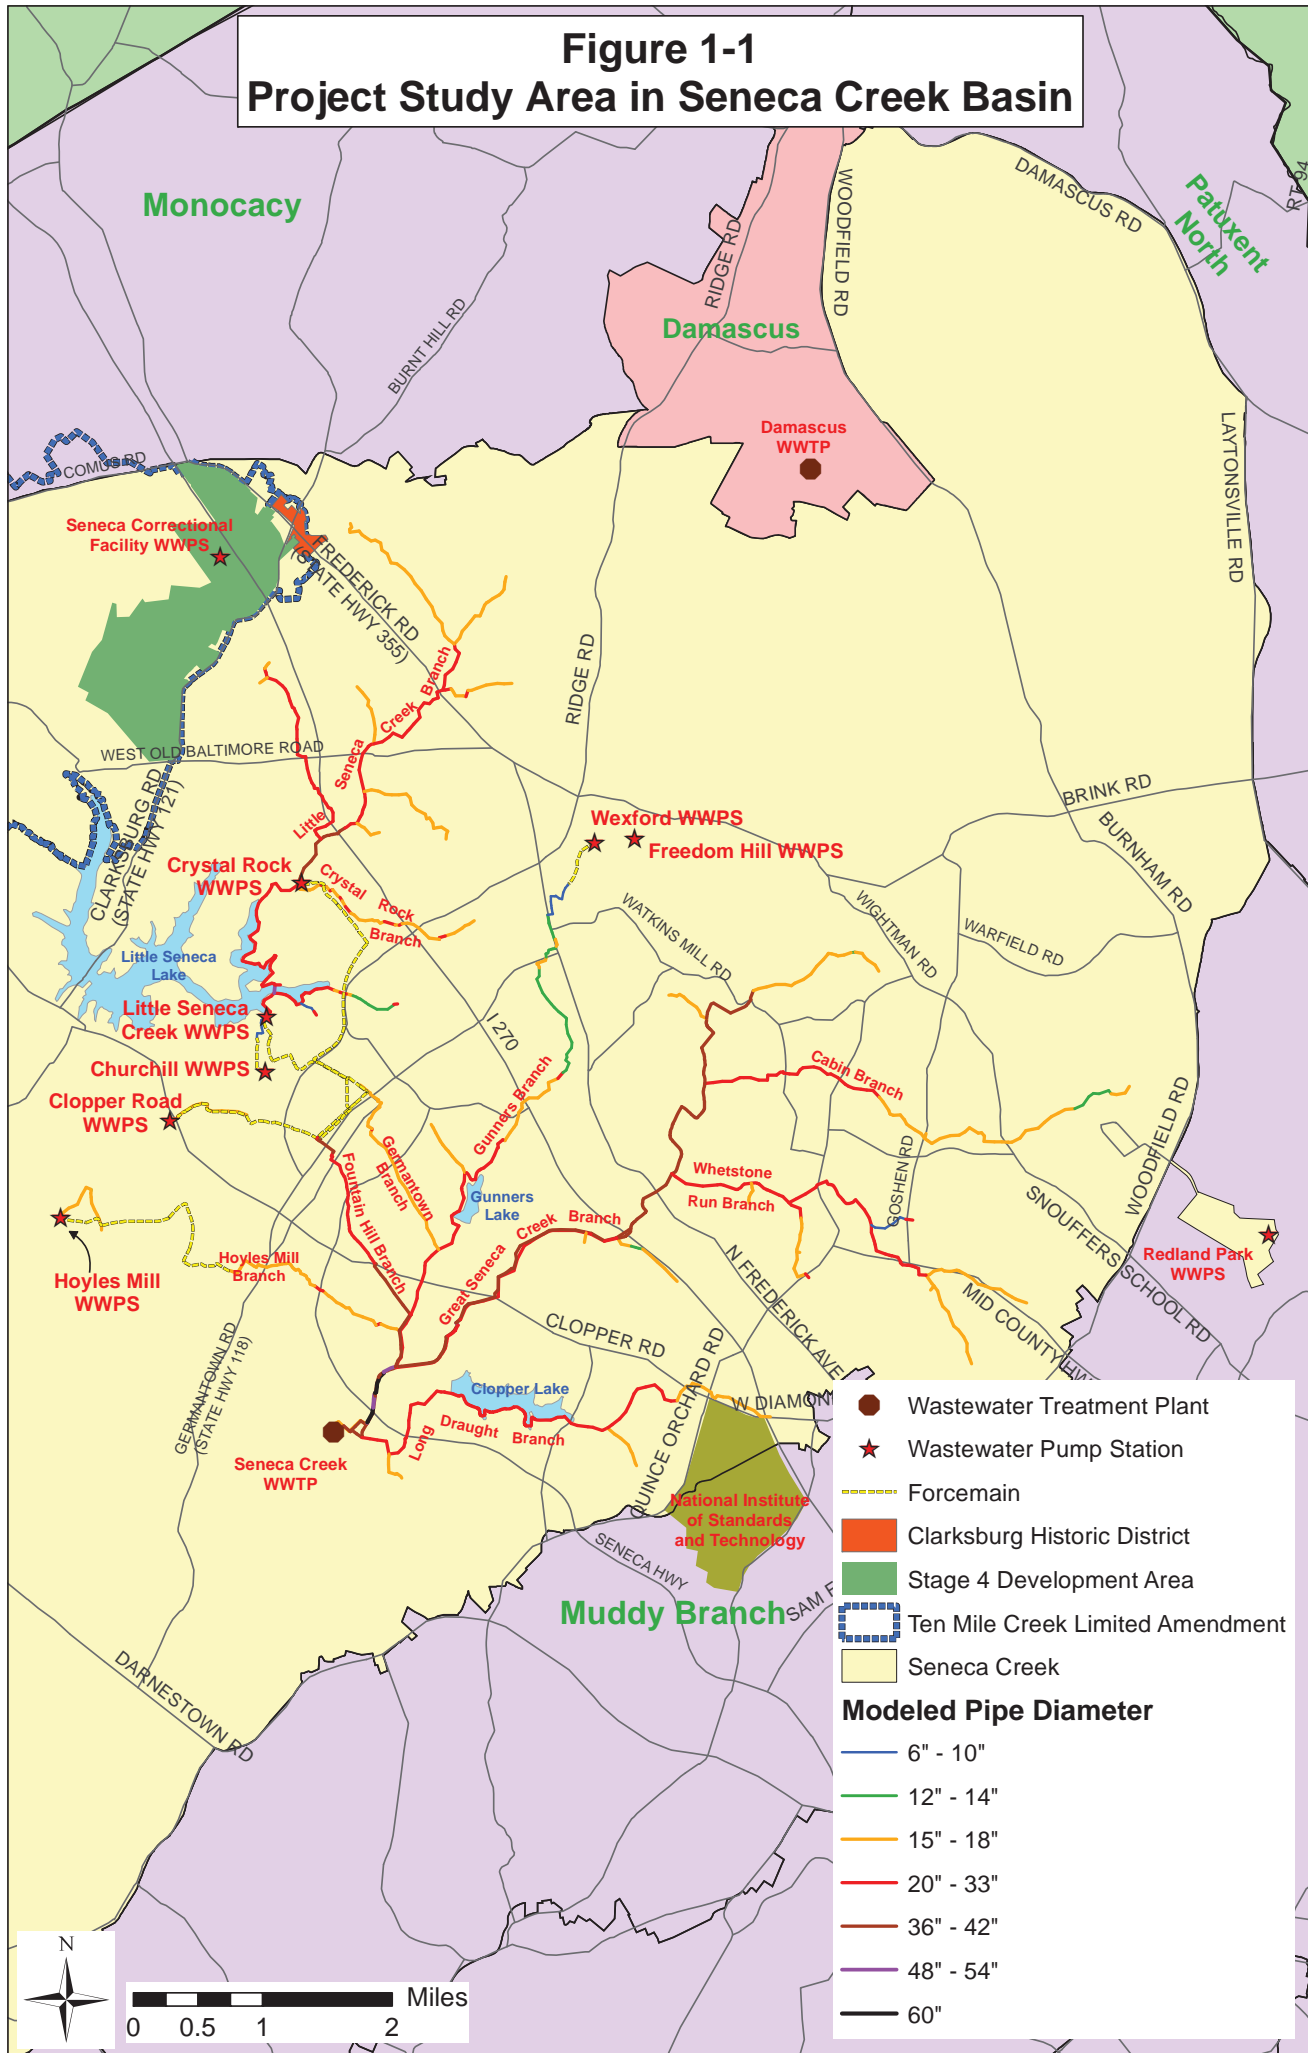 Figure 1-1
Project Study Area in Seneca Creek Basin
Monocacy
Patuxent
North
RT 94
DAMASCUS RD
WOODFIELD RD
RIDGE RD
BURNT HILL RD
Damascus
Damascus
WWTP
COMUS RD
LAYTONSVILLE RD
Seneca Correctional
Facility WWPS
FREDERICK RD
(STATE HWY 355)
RIDGE RD
Little
Seneca
Creek
Branch
WEST OLD BALTIMORE ROAD
CLARKSBURG RD
(STATE HWY 121)
BRINK RD
BURNHAM RD
Wexford WWPS
Freedom Hill WWPS
Crystal Rock
WWPS
Crystal
Rock
Branch
WATKINS MILL RD
WIGHTMAN RD
WARFIELD RD
Little Seneca
Lake
Little Seneca
Creek WWPS
I 270
Churchill WWPS
Cabin Branch
Clopper Road
WWPS
Gunners Branch
WOODFIELD RD
Germantown
Branch
Fountain Hill Branch
Whetstone
Run Branch
GOSHEN RD
SNOUFFERS SCHOOL RD
Gunners
Lake
Great Seneca
Creek
Branch
Redland Park
WWPS
Hoyles Mill
Branch
Hoyles Mill
WWPS
N FREDERICK AVE
MID COUNTY HW
CLOPPER RD
GERMANTOWN RD
(STATE HWY 118)
QUINCE ORCHARD RD
W DIAMON
Clopper Lake
Long
Draught
Branch
Seneca Creek
WWTP
National Institute
of Standards
and Technology
SENECA HWY
Muddy Branch
SAM
DARNESTOWN RD
Wastewater Treatment Plant
Wastewater Pump Station
Forcemain
Clarksburg Historic District
Stage 4 Development Area
Ten Mile Creek Limited Amendment
Seneca Creek
Modeled Pipe Diameter
6" - 10"
12" - 14"
15" - 18"
20" - 33"
36" - 42"
48" - 54"
60"
N
Miles
0 0.5 1 2